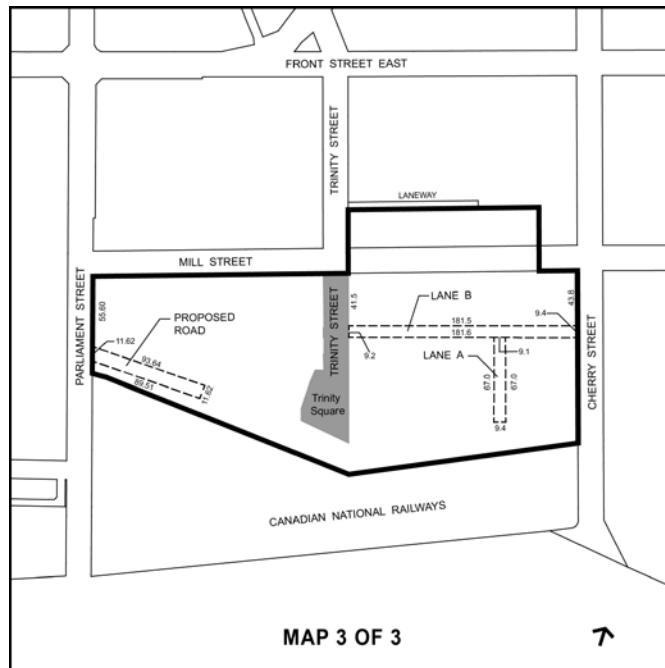 FRONT STREET EAST
TRINITY STREET
LANEWAY
MILL STREET
PARLIAMENT STREET
55.60
PROPOSED
ROAD
11.62
93.64
89.51
11.62
TRINITY STREET
Trinity
Square
41.5
LANE B
181.5
181.6
9.4
43.8
9.2
LANE A
9.1
67.0
67.0
9.4
CHERRY STREET
CANADIAN NATIONAL RAILWAYS
MAP 3 OF 3